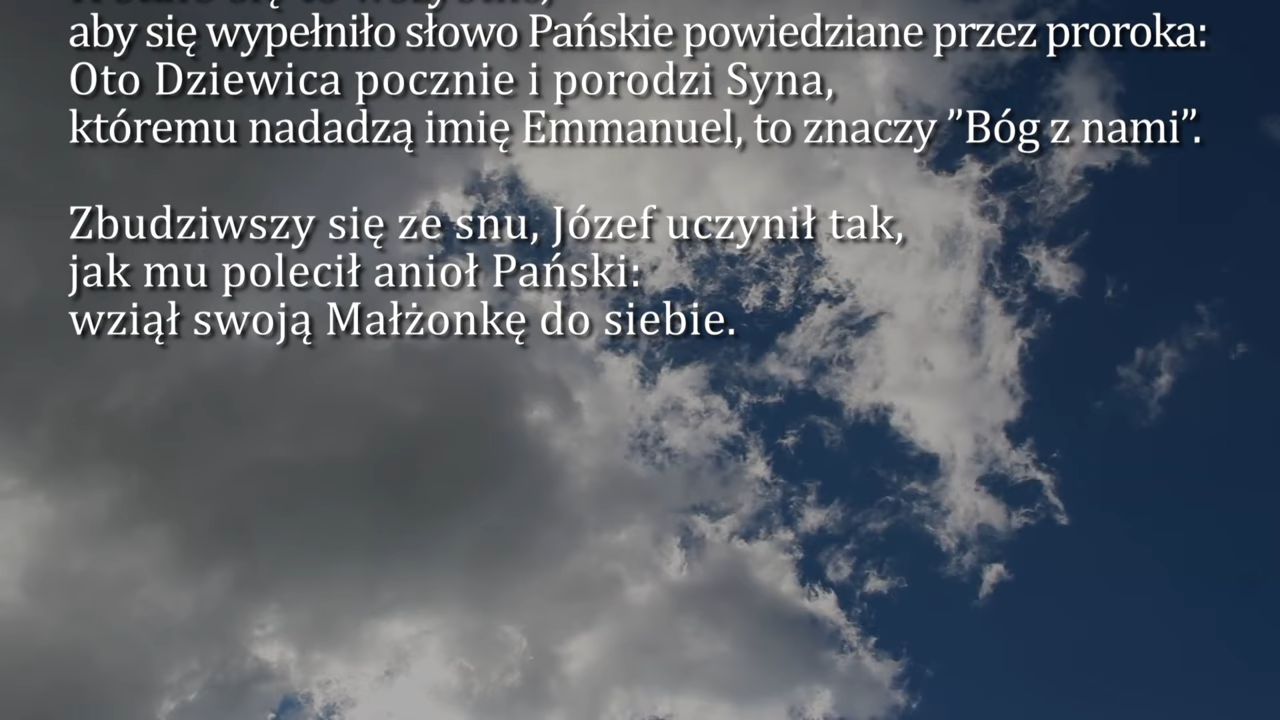 aby się wypełniło słowo Pańskie powiedziane przez proroka:
Oto Dziewica pocznie i porodzi Syna,
któremu nadadzą imię Emmanuel, to znaczy ”Bóg z nami”.
Zbudziwszy się ze snu, Józef uczynił tak,
jak mu polecił anioł Pański:
wziął swoją Małżonkę do siebie.